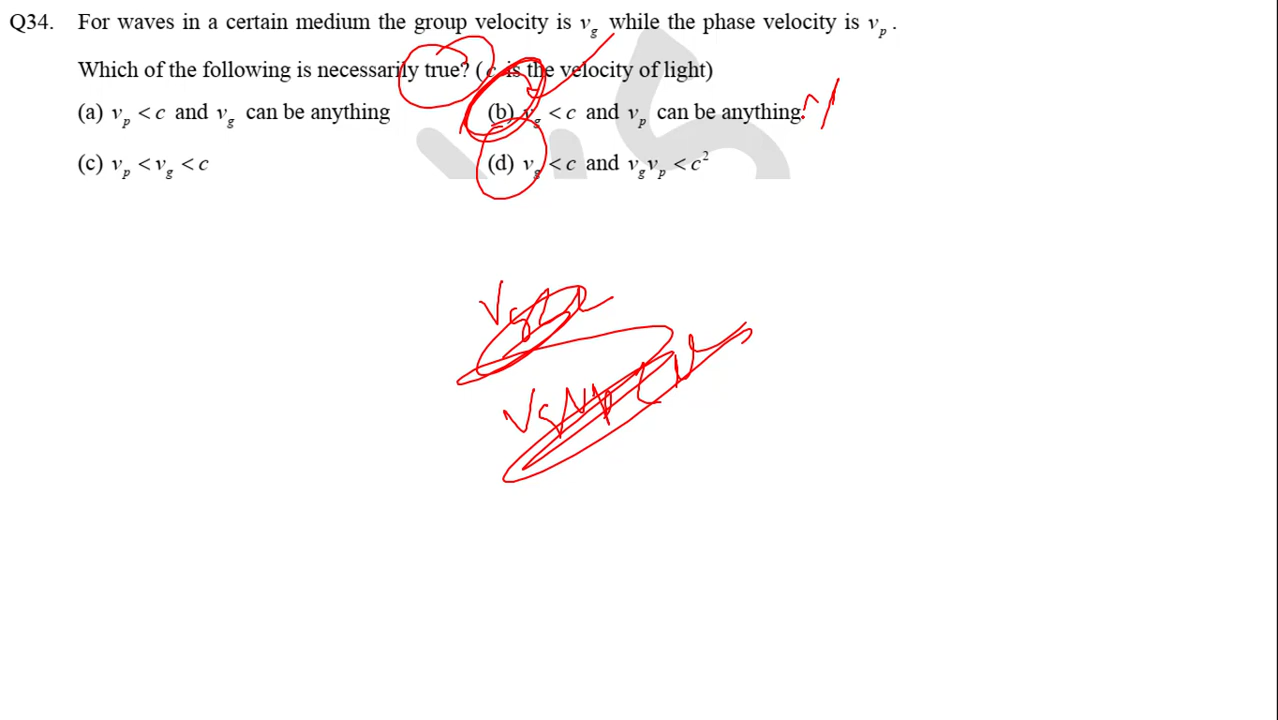 Q34. For waves in a certain medium the group velocity is v_g while the phase velocity is v_p.
Which of the following is necessarily true? (c is the velocity of light)
(a) v_p < c and v_g can be anything (b) v_g < c and v_p can be anything.
(c) v_p < v_g < c (d) v_g < c and v_g v_p < c²